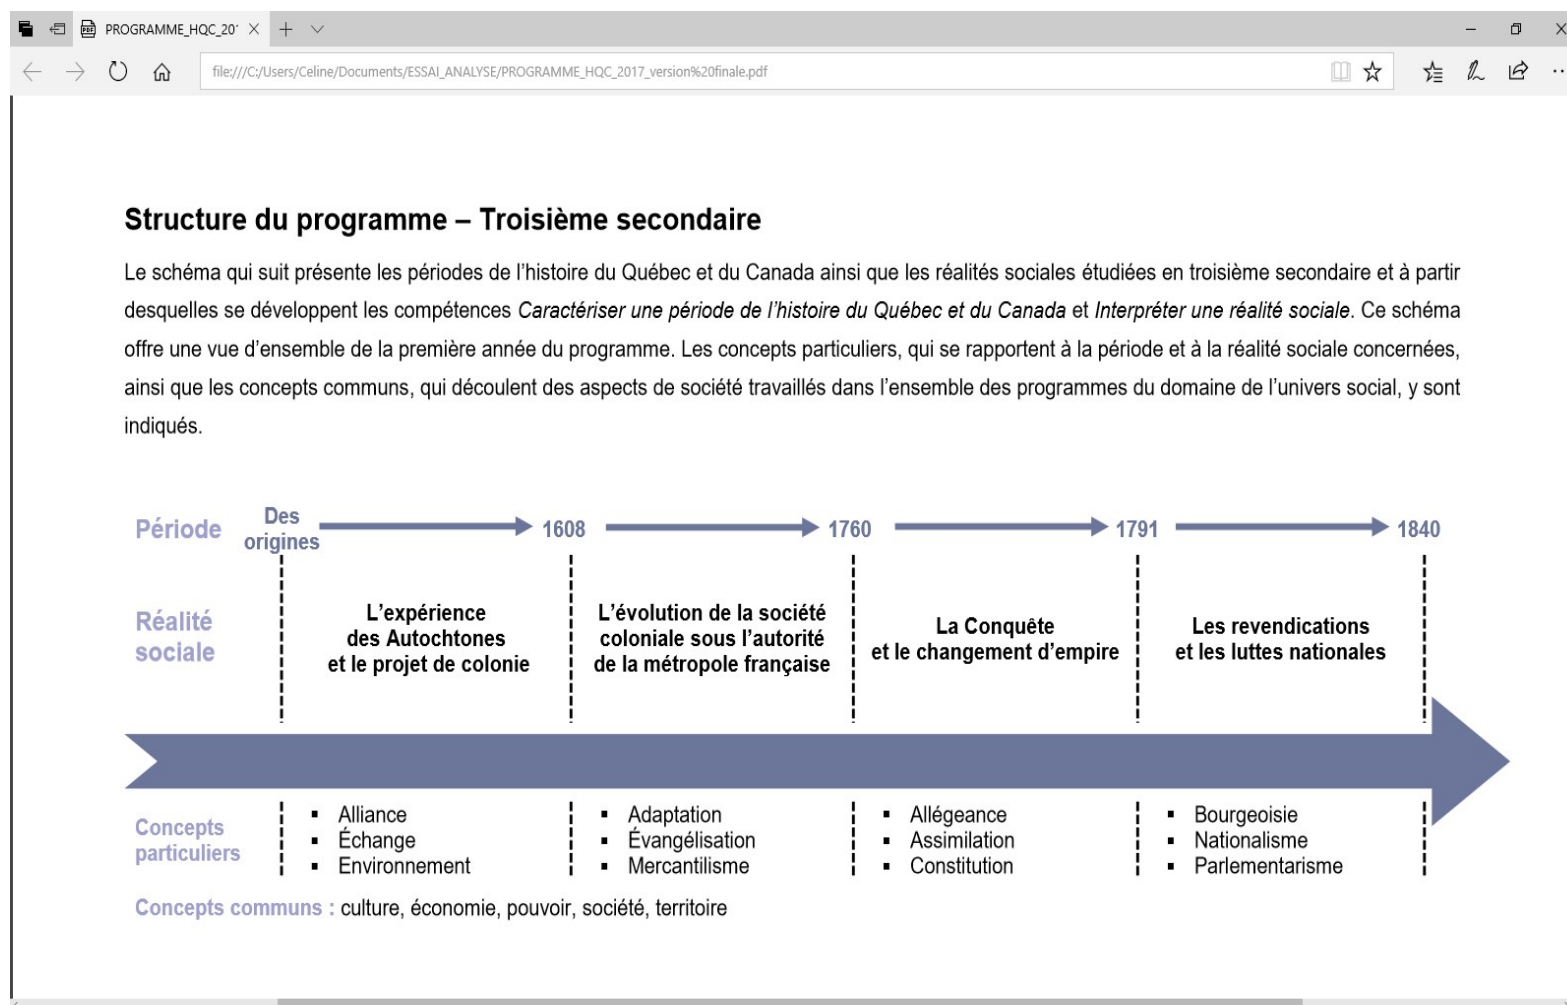 PROGRAMME_HQC_20
file:///C:/Users/Celine/Documents/ESSAI_ANALYSE/PROGRAMME_HQC_2017_version%20finale.pdf
Structure du programme – Troisième secondaire
Le schéma qui suit présente les périodes de l'histoire du Québec et du Canada ainsi que les réalités sociales étudiées en troisième secondaire et à partir
desquelles se développent les compétences Caractériser une période de l'histoire du Québec et du Canada et Interpréter une réalité sociale. Ce schéma
offre une vue d'ensemble de la première année du programme. Les concepts particuliers, qui se rapportent à la période et à la réalité sociale concernées,
ainsi que les concepts communs, qui découlent des aspects de société travaillés dans l'ensemble des programmes du domaine de l'univers social, y sont
indiqués.
Période
Des
origines
1608
1760
1791
1840
Réalité
sociale
L'expérience
des Autochtones
et le projet de colonie
L'évolution de la société
coloniale sous l'autorité
de la métropole française
La Conquête
et le changement d'empire
Les revendications
et les luttes nationales
Concepts
particuliers
▪ Alliance
▪ Échange
▪ Environnement
▪ Adaptation
▪ Évangélisation
▪ Mercantilisme
▪ Allégeance
▪ Assimilation
▪ Constitution
▪ Bourgeoisie
▪ Nationalisme
▪ Parlementarisme
Concepts communs : culture, économie, pouvoir, société, territoire